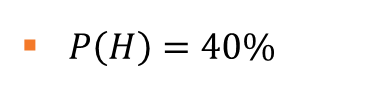 ▪ P(H) = 40%